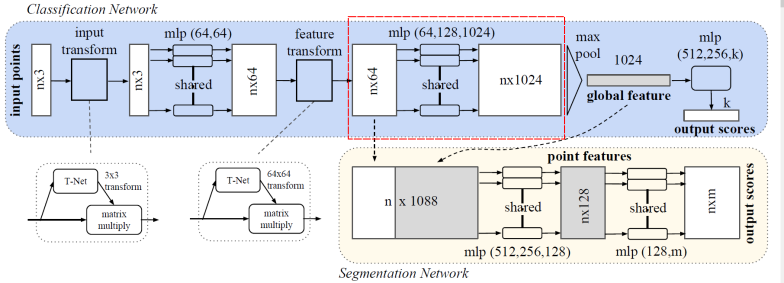 Classification Network
input points
nx3
input
transform
nx3
mlp (64,64)
shared
nx64
feature
transform
nx64
mlp (64,128,1024)
shared
nx1024
max
pool
1024
global feature
mlp
(512,256,k)
k
output scores
T-Net
3x3
transform
matrix
multiply
T-Net
64x64
transform
matrix
multiply
point features
n x 1088
shared
mlp (512,256,128)
nx128
shared
mlp (128,m)
nxm
output scores
Segmentation Network